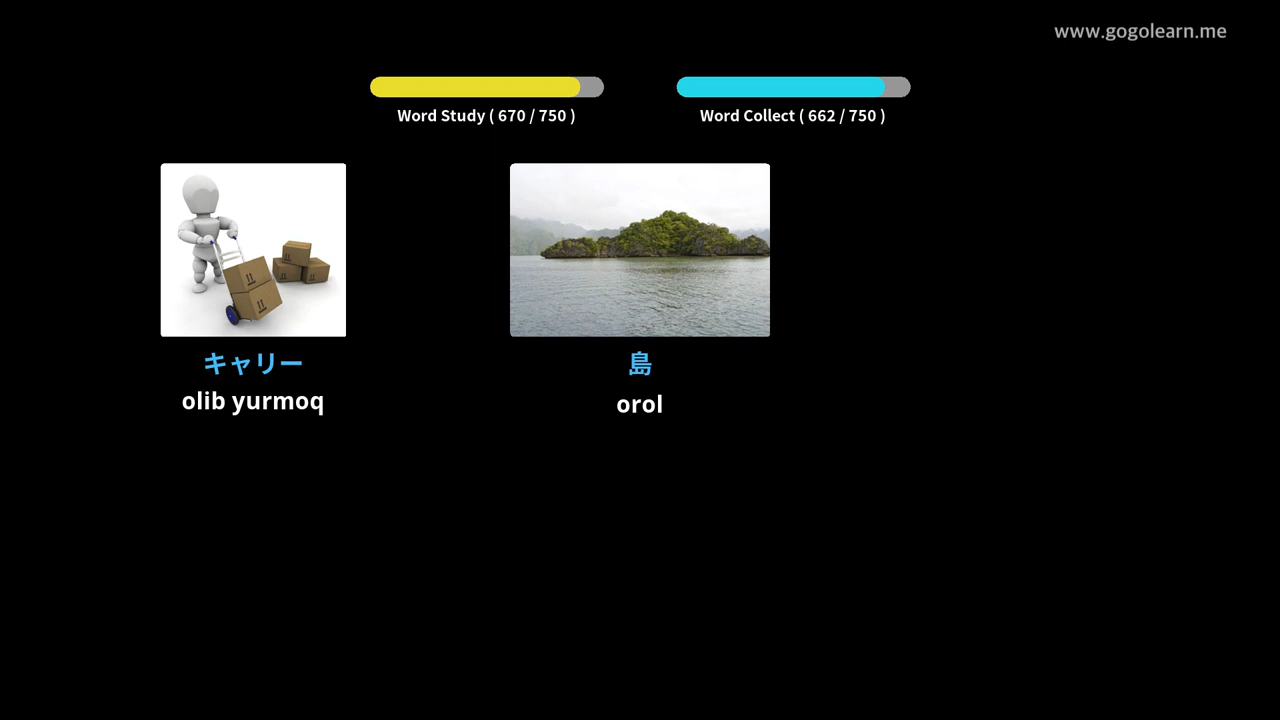 www.gogolearn.me
Word Study ( 670 / 750 )
Word Collect ( 662 / 750 )
キャリー
olib yurmoq
島
orol